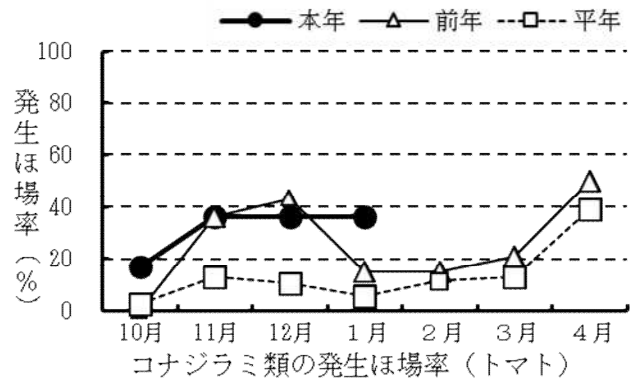 本年 前年 平年
発生ほ場率(%)
100
80
60
40
20
0
10月 11月 12月 1月 2月 3月 4月
コナジラミ類の発生ほ場率(トマト)